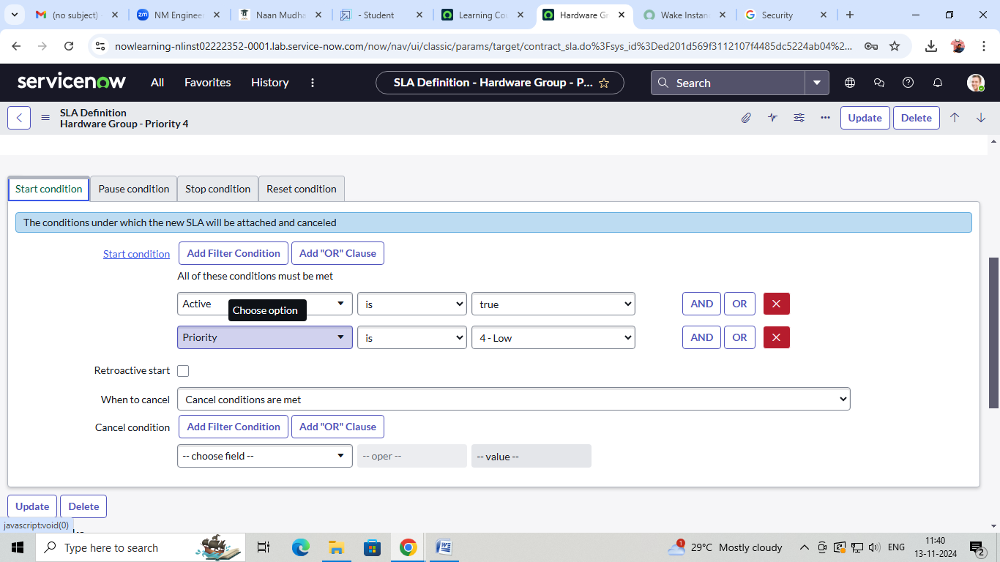 (no subject) -
NM Enginee
Naan Mudha
- Student
Learning Cou
Hardware Gr
Wake Instan
Security
nowlearning-nlinst02222352-0001.lab.service-now.com/now/nav/ui/classic/params/target/contract_sla.do%3Fsys_id%3Ded201d569f3112107f4485dc5224ab04%2...
servicenow All Favorites History SLA Definition - Hardware Group - P... Search
SLA Definition
Hardware Group - Priority 4
Update Delete
Start condition Pause condition Stop condition Reset condition
The conditions under which the new SLA will be attached and canceled
Start condition Add Filter Condition Add "OR" Clause
All of these conditions must be met
Active is true AND OR
Choose option
Priority is 4 - Low AND OR
Retroactive start
When to cancel Cancel conditions are met
Cancel condition Add Filter Condition Add "OR" Clause
-- choose field -- -- oper -- -- value --
Update Delete
javascript:void(0)
Type here to search
1
29°C Mostly cloudy
ENG
11:40
13-11-2024
2